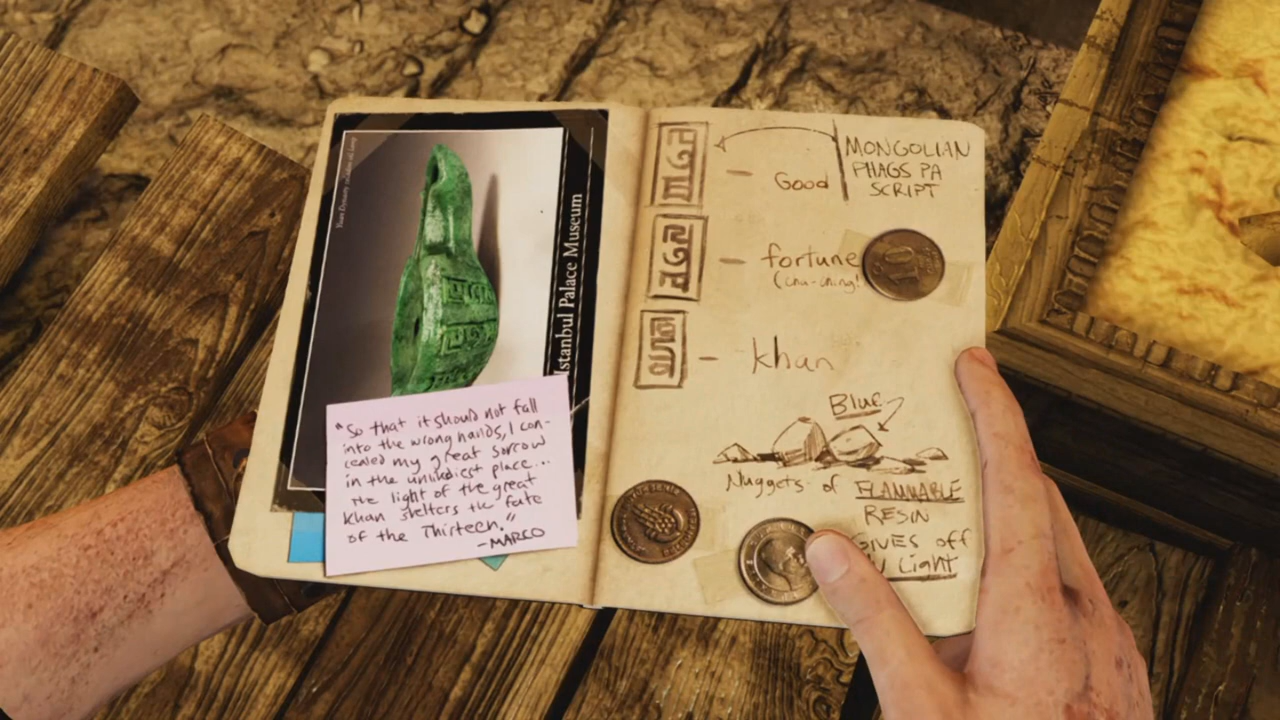 Istanbul Palace Museum
"So that it should not fall
into the wrong hands, I con-
cealed my great sorrow
in the unlikliest place...
the light of the great
Khan shelters the fate
of the Thirteen."
-MARCO
MONGOLIAN
PHAGS PA
SCRIPT
- Good
- fortune
(cha-ching!
- khan
10
Blue
Nuggets of FLAMMABLE
RESIN
GIVES off
Light